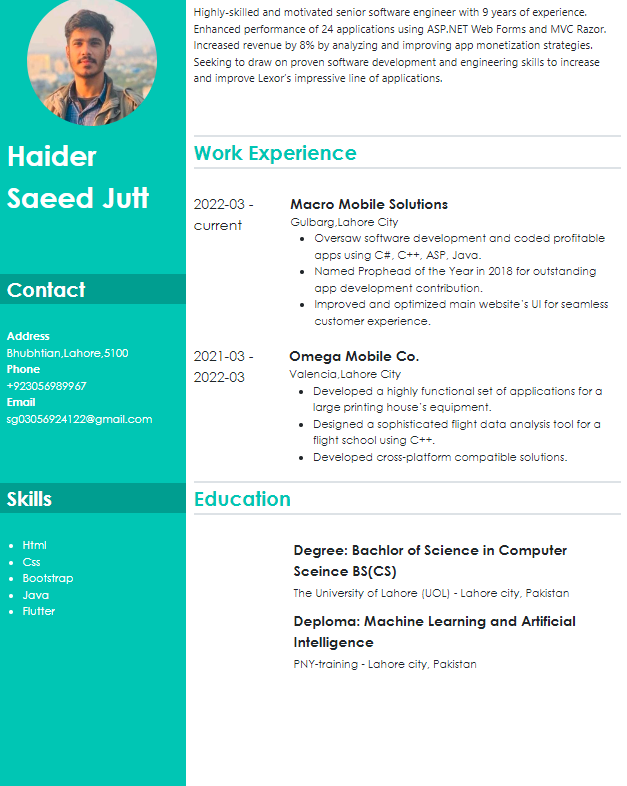 Haider
Saeed Jutt
Contact
Address
Bhubhtian,Lahore,5100
Phone
+923056989967
Email
sg03056924122@gmail.com
Skills
• Html
• Css
• Bootstrap
• Java
• Flutter
Highly-skilled and motivated senior software engineer with 9 years of experience.
Enhanced performance of 24 applications using ASP.NET Web Forms and MVC Razor.
Increased revenue by 8% by analyzing and improving app monetization strategies.
Seeking to draw on proven software development and engineering skills to increase
and improve Lexor's impressive line of applications.
Work Experience
2022-03 -
current
Macro Mobile Solutions
Gulbarg,Lahore City
• Oversaw software development and coded profitable
apps using C#, C++, ASP, Java.
• Named Prophead of the Year in 2018 for outstanding
app development contribution.
• Improved and optimized main website's UI for seamless
customer experience.
2021-03 -
2022-03
Omega Mobile Co.
Valencia,Lahore City
• Developed a highly functional set of applications for a
large printing house's equipment.
• Designed a sophisticated flight data analysis tool for a
flight school using C++.
• Developed cross-platform compatible solutions.
Education
Degree: Bachlor of Science in Computer
Sceince BS(CS)
The University of Lahore (UOL) - Lahore city, Pakistan
Deploma: Machine Learning and Artificial
Intelligence
PNY-training - Lahore city, Pakistan